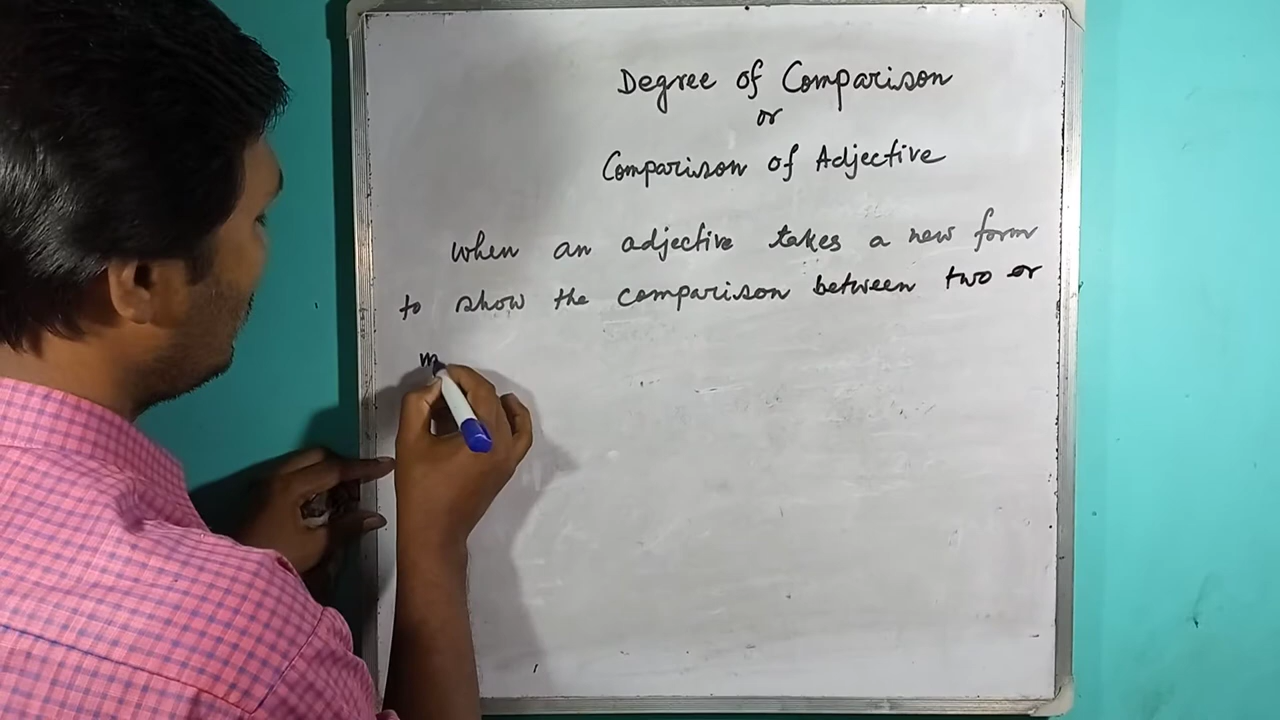 Degree of Comparison
or
Comparison of Adjective
When an adjective takes a new form
to show the comparison between two or
m